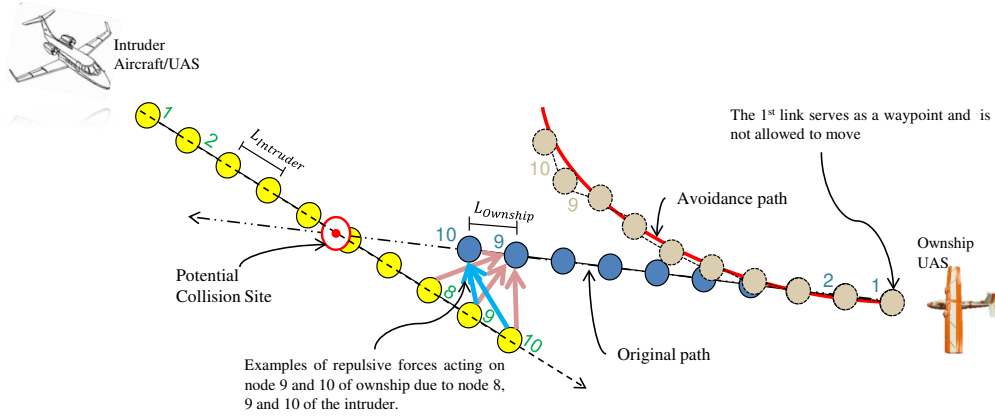 Intruder
Aircraft/UAS
1
2
L_Intruder
The 1st link serves as a waypoint and is
not allowed to move
10
9
Avoidance path
L_Ownship
10
9
Ownship
UAS
2
1
Potential
Collision Site
8
9
10
Original path
Examples of repulsive forces acting on
node 9 and 10 of ownship due to node 8,
9 and 10 of the intruder.